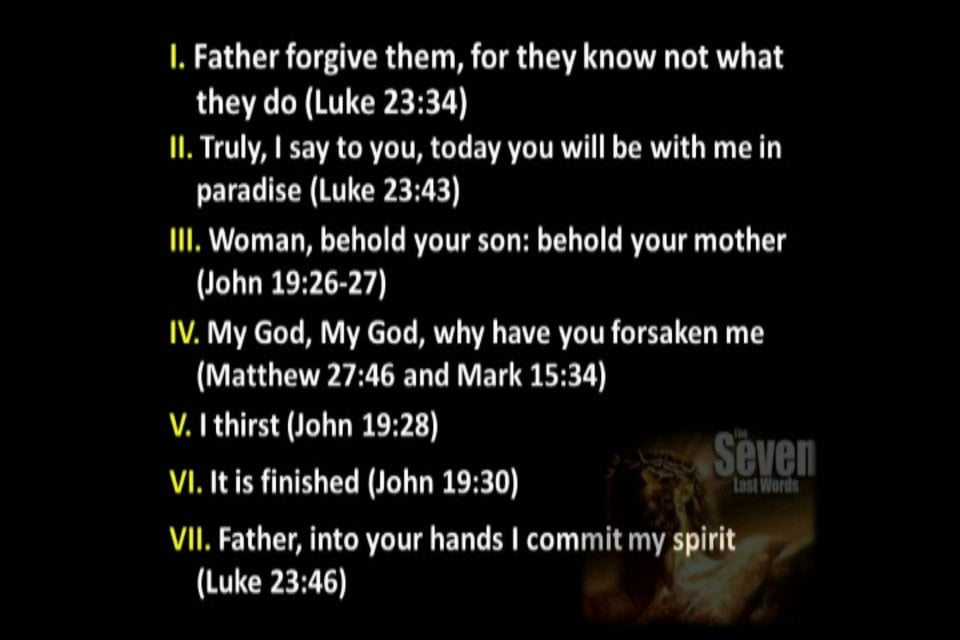 I. Father forgive them, for they know not what
they do (Luke 23:34)
II. Truly, I say to you, today you will be with me in
paradise (Luke 23:43)
III. Woman, behold your son: behold your mother
(John 19:26-27)
IV. My God, My God, why have you forsaken me
(Matthew 27:46 and Mark 15:34)
V. I thirst (John 19:28)
The
Seven
Last Words
VI. It is finished (John 19:30)
VII. Father, into your hands I commit my spirit
(Luke 23:46)